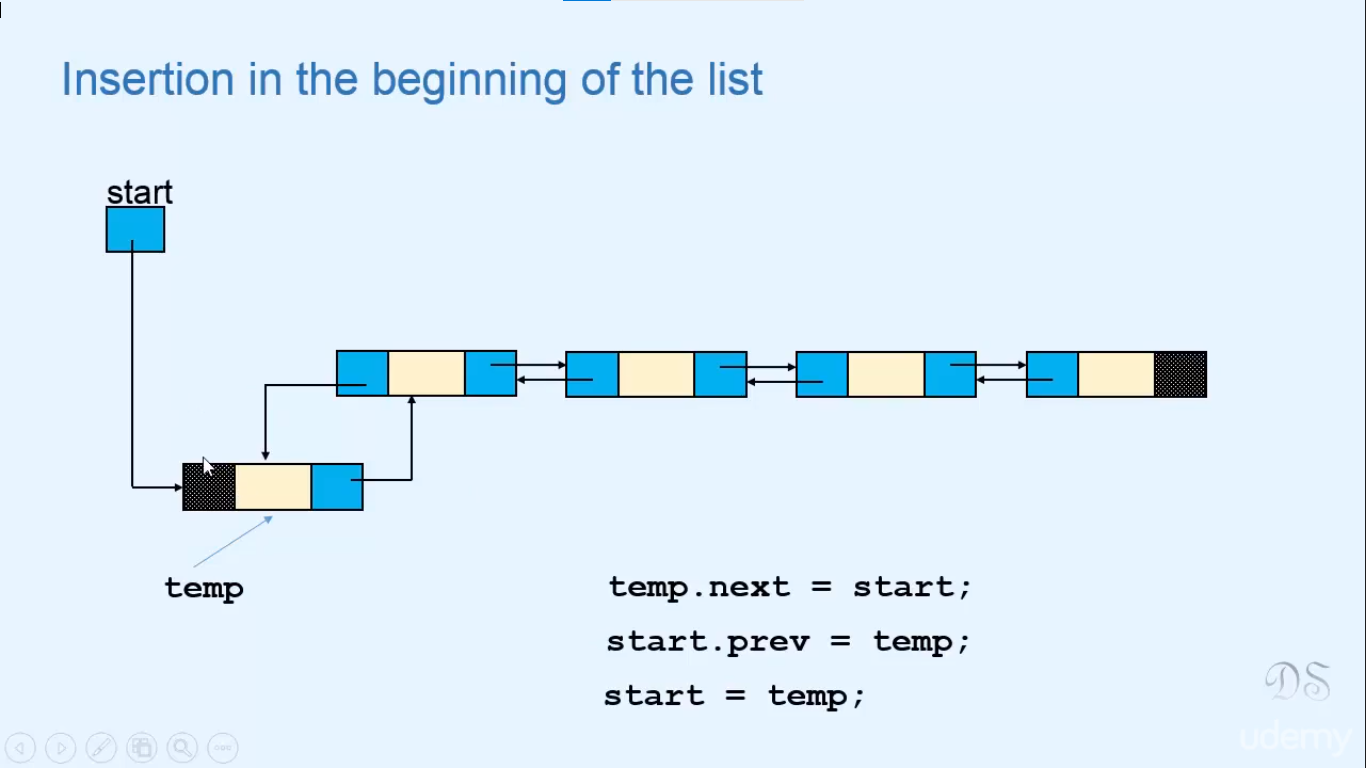 Insertion in the beginning of the list
start
temp
temp.next = start;
start.prev = temp;
start = temp;
DS
udemy